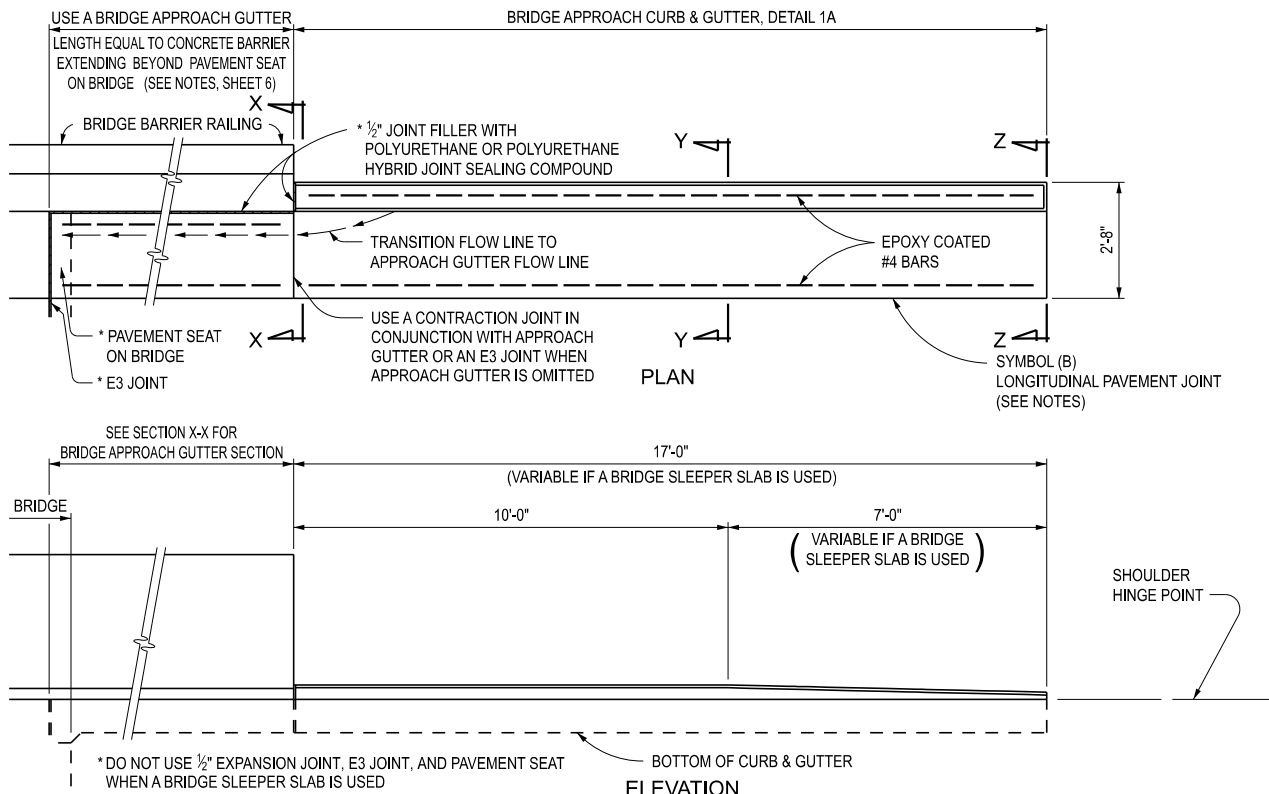 USE A BRIDGE APPROACH GUTTER
BRIDGE APPROACH CURB & GUTTER, DETAIL 1A
LENGTH EQUAL TO CONCRETE BARRIER
EXTENDING BEYOND PAVEMENT SEAT
ON BRIDGE (SEE NOTES, SHEET 6)
X
BRIDGE BARRIER RAILING
* ½" JOINT FILLER WITH
POLYURETHANE OR POLYURETHANE
HYBRID JOINT SEALING COMPOUND
Y
Z
TRANSITION FLOW LINE TO
APPROACH GUTTER FLOW LINE
EPOXY COATED
#4 BARS
2'-8"
* PAVEMENT SEAT
ON BRIDGE
* E3 JOINT
X
USE A CONTRACTION JOINT IN
CONJUNCTION WITH APPROACH
GUTTER OR AN E3 JOINT WHEN
APPROACH GUTTER IS OMITTED
Y
Z
PLAN
SYMBOL (B)
LONGITUDINAL PAVEMENT JOINT
(SEE NOTES)
SEE SECTION X-X FOR
BRIDGE APPROACH GUTTER SECTION
17'-0"
(VARIABLE IF A BRIDGE SLEEPER SLAB IS USED)
BRIDGE
10'-0"
7'-0"
( VARIABLE IF A BRIDGE
SLEEPER SLAB IS USED )
SHOULDER
HINGE POINT
* DO NOT USE ½" EXPANSION JOINT, E3 JOINT, AND PAVEMENT SEAT
WHEN A BRIDGE SLEEPER SLAB IS USED
BOTTOM OF CURB & GUTTER
ELEVATION